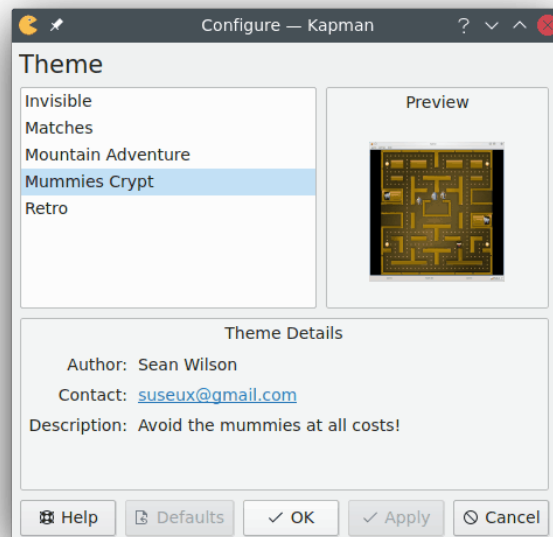 Configure — Kapman
Theme
Invisible
Matches
Mountain Adventure
Mummies Crypt
Retro
Preview
Theme Details
Author: Sean Wilson
Contact: suseux@gmail.com
Description: Avoid the mummies at all costs!
Help Defaults OK Apply Cancel